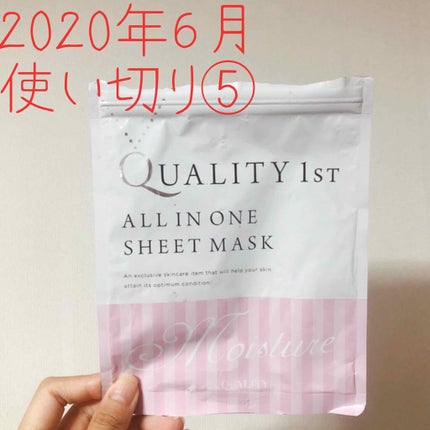 2020年6月
使い切り⑤
QUALITY 1ST
ALL IN ONE
SHEET MASK
An exclusive skincare item that will help your skin
attain its optimum condition!
Moisture
QUALITY